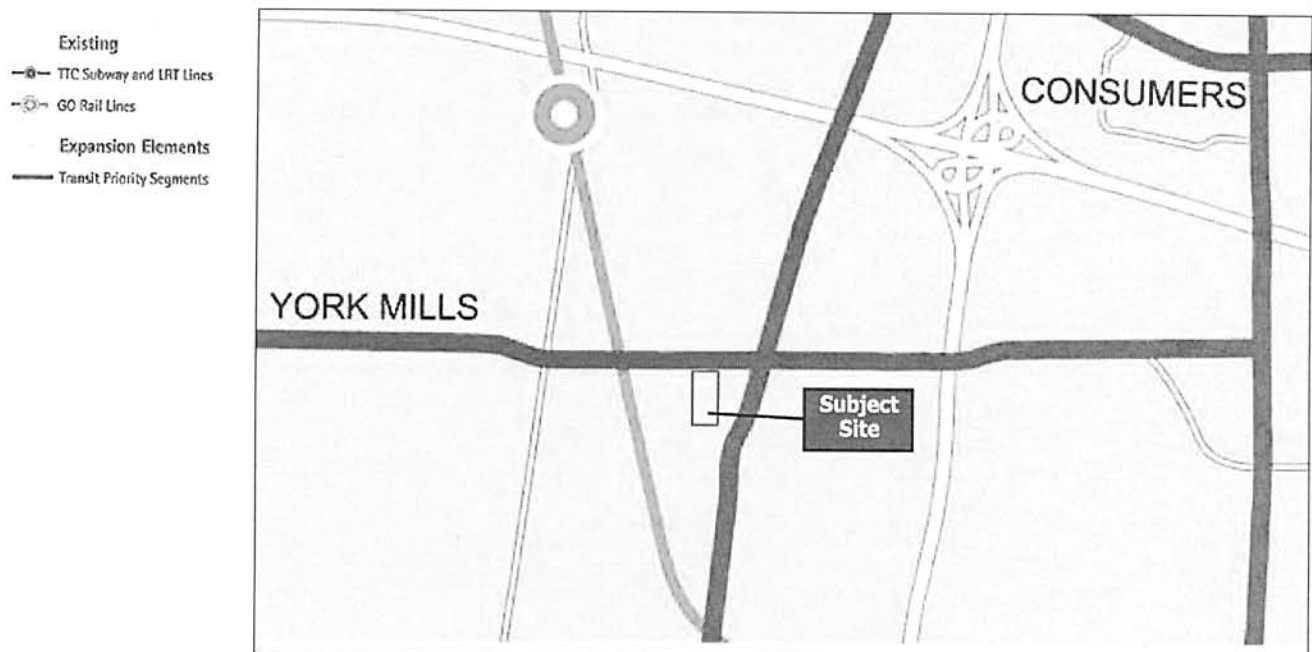 Existing
TTC Subway and LRT Lines
GO Rail Lines
Expansion Elements
Transit Priority Segments
CONSUMERS
YORK MILLS
Subject
Site